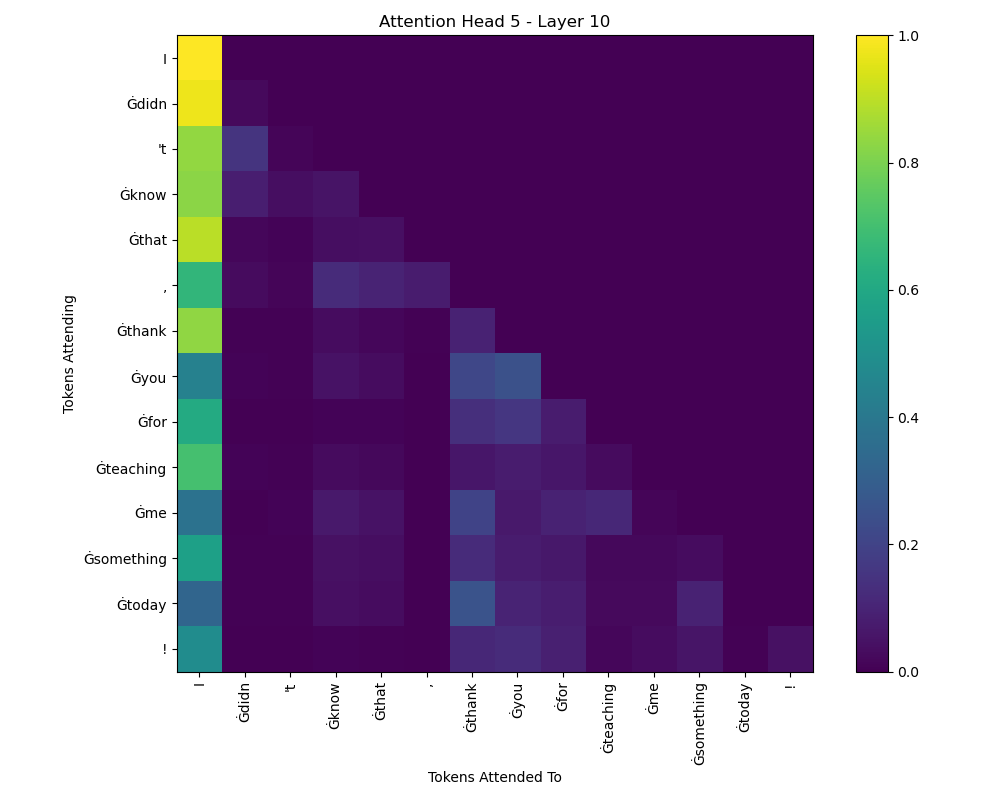 Attention Head 5 - Layer 10
I
Ġdidn
't
Ġknow
Ġthat
,
Ġthank
Ġyou
Ġfor
Ġteaching
Ġme
Ġsomething
Ġtoday
!
Tokens Attending
I
Ġdidn
't
Ġknow
Ġthat
,
Ġthank
Ġyou
Ġfor
Ġteaching
Ġme
Ġsomething
Ġtoday
!
Tokens Attended To
1.0
0.8
0.6
0.4
0.2
0.0